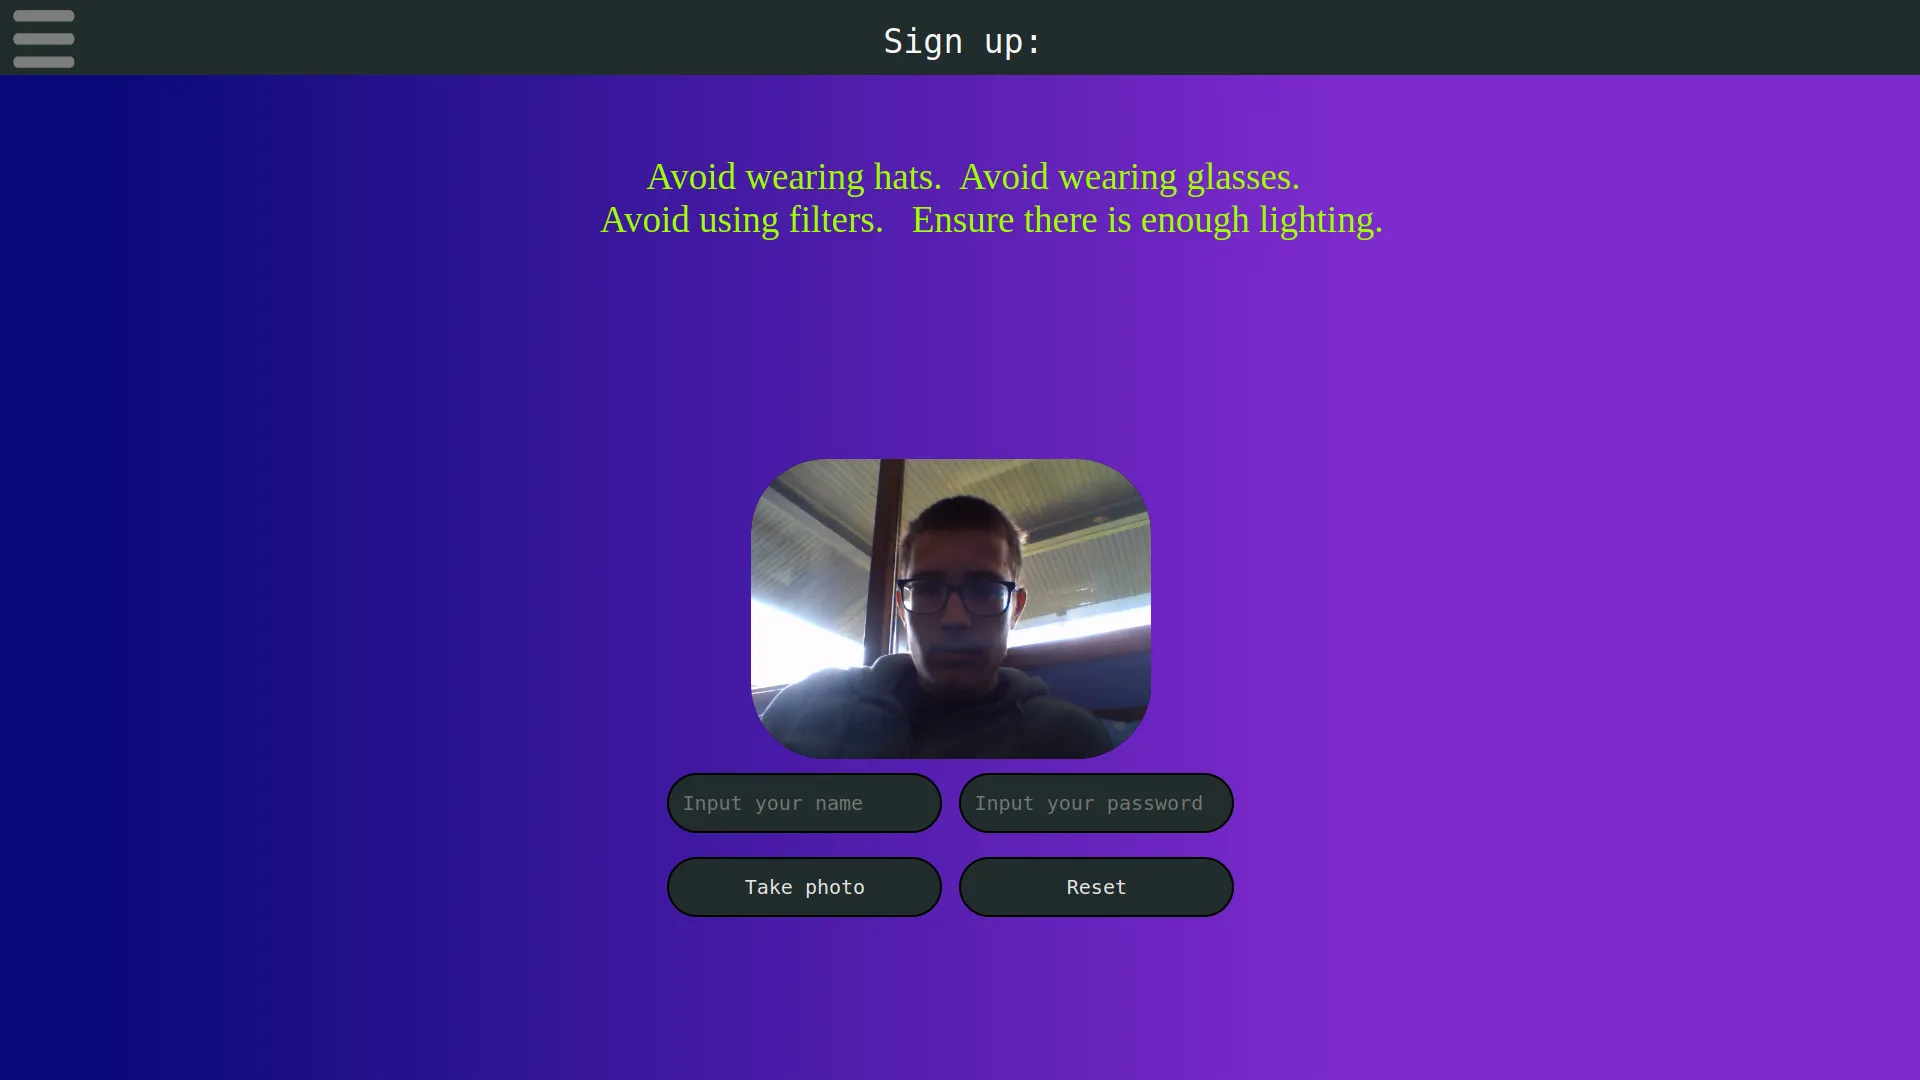 Sign up:
Avoid wearing hats.  Avoid wearing glasses.
Avoid using filters.   Ensure there is enough lighting.
Input your name
Input your password
Take photo
Reset